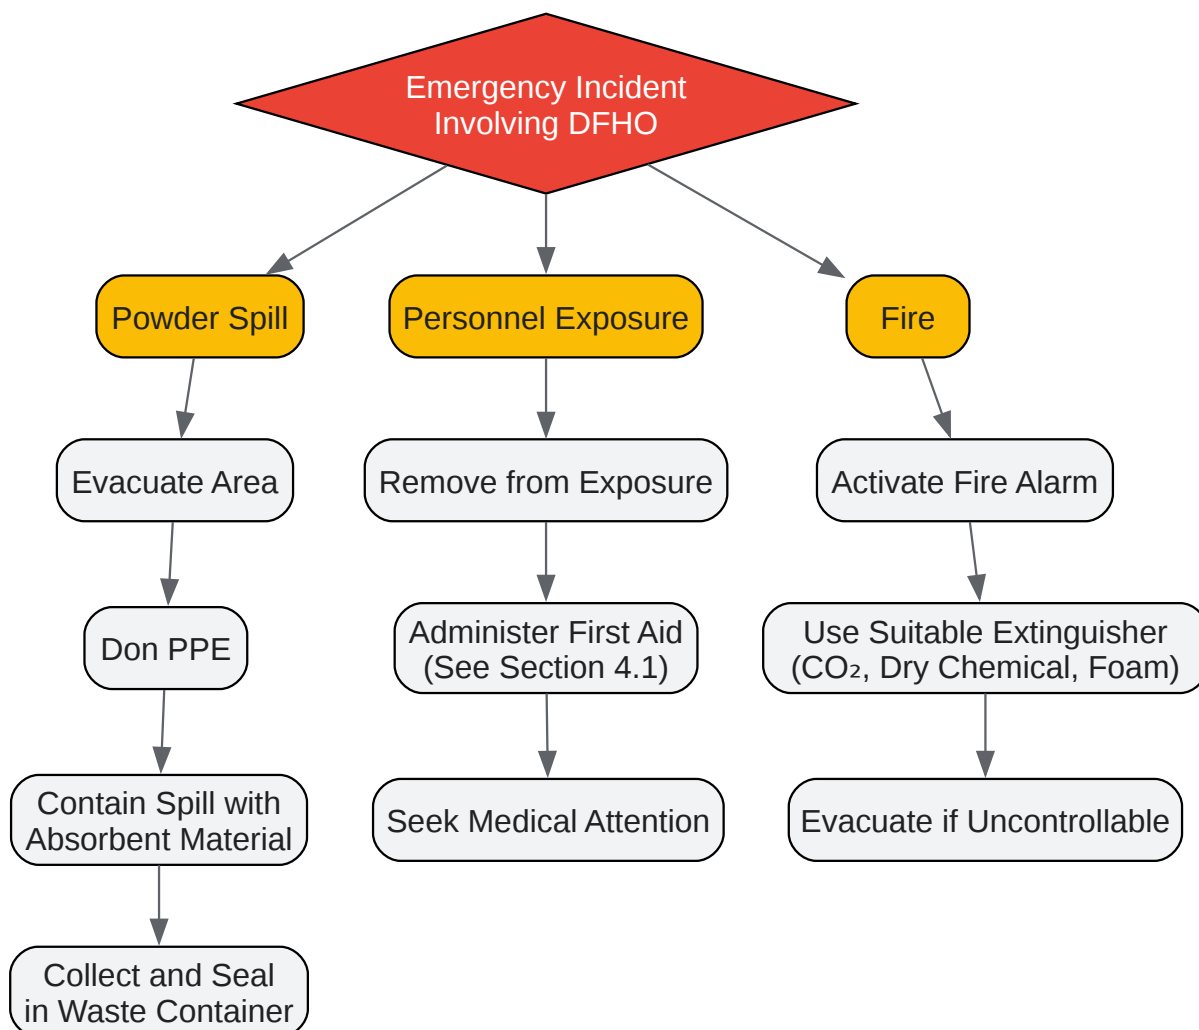 Emergency Incident
Involving DFHO
Powder Spill
Personnel Exposure
Fire
Evacuate Area
Remove from Exposure
Activate Fire Alarm
Don PPE
Administer First Aid
(See Section 4.1)
Use Suitable Extinguisher
(CO₂, Dry Chemical, Foam)
Contain Spill with
Absorbent Material
Seek Medical Attention
Evacuate if Uncontrollable
Collect and Seal
in Waste Container